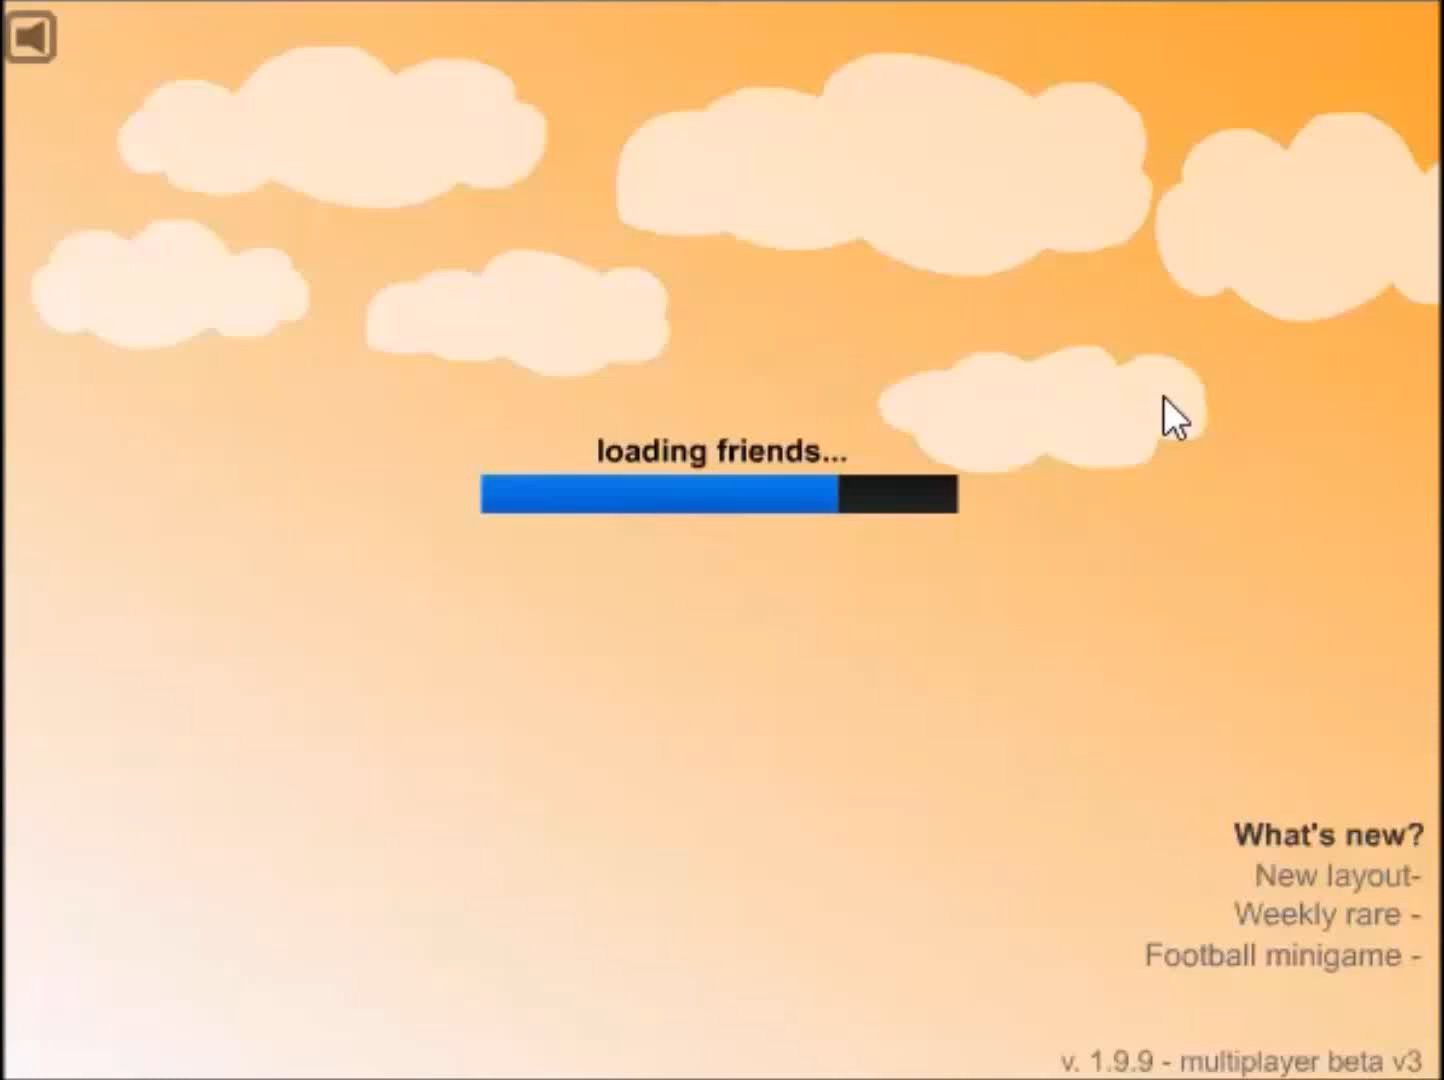 loading friends...
What's new?
New layout-
Weekly rare -
Football minigame -
v. 1.9.9 - multiplayer beta v3